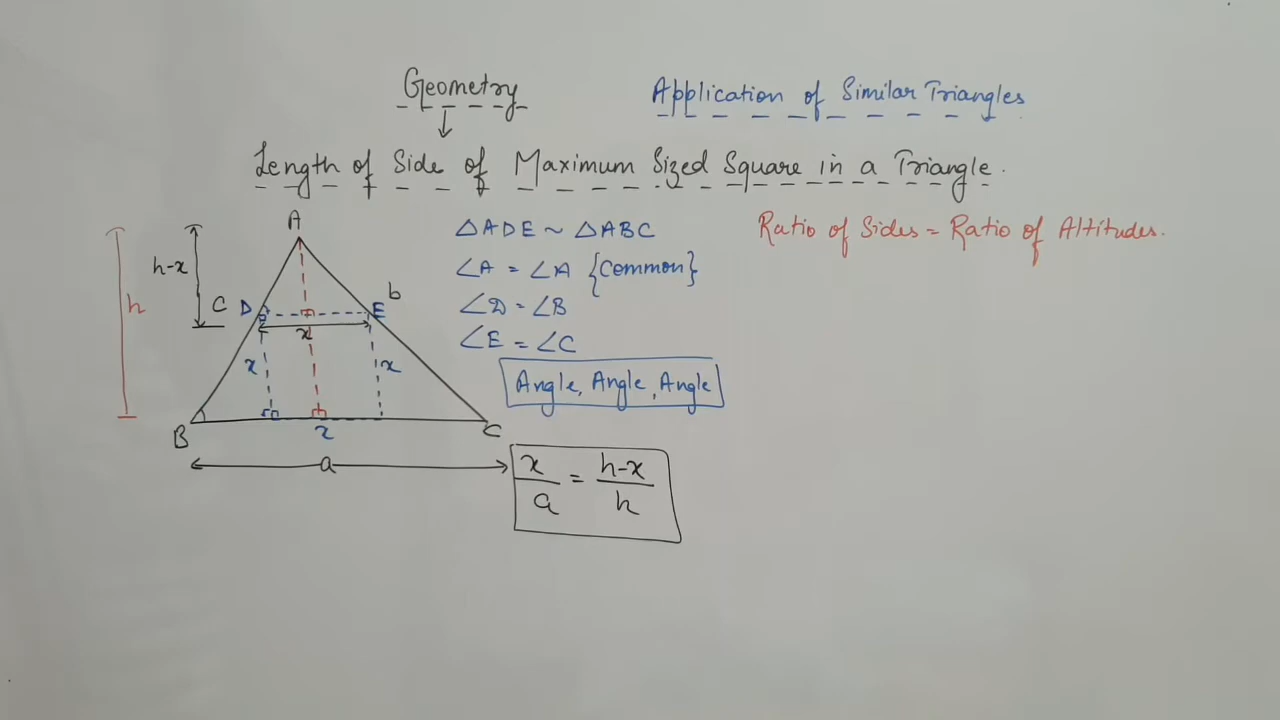 Geometry
Application of Similar Triangles
Length of Side of Maximum Sized Square in a Triangle.
A
h-x
h
C
D
E
b
x
x
x
B
x
C
a
△ADE ~ △ABC
∠A = ∠A {Common}
∠D = ∠B
∠E = ∠C
Angle, Angle, Angle
x/a = h-x/h
Ratio of Sides = Ratio of Altitudes.